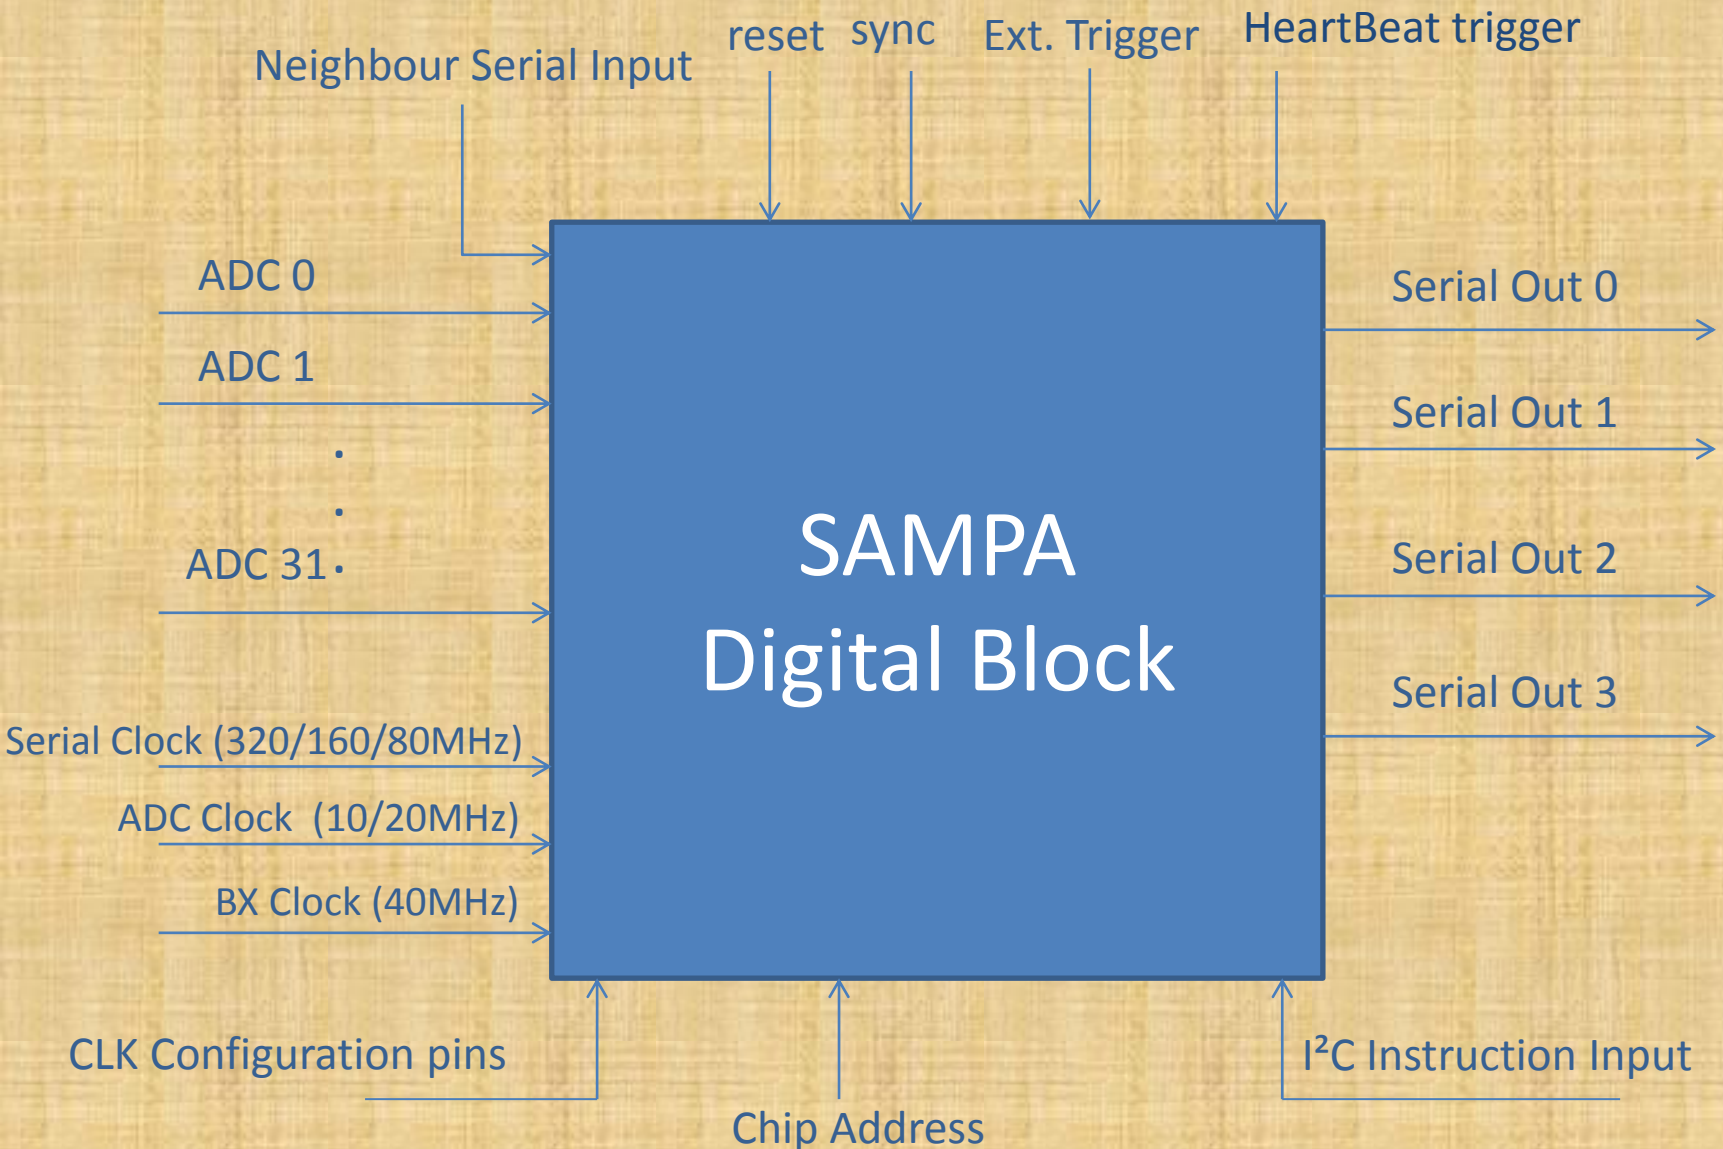 reset sync Ext. Trigger HeartBeat trigger
Neighbour Serial Input
ADC 0
ADC 1
.
.
ADC 31 .
Serial Clock (320/160/80MHz)
ADC Clock (10/20MHz)
BX Clock (40MHz)
SAMPA
Digital Block
Serial Out 0
Serial Out 1
Serial Out 2
Serial Out 3
CLK Configuration pins
Chip Address
I²C Instruction Input